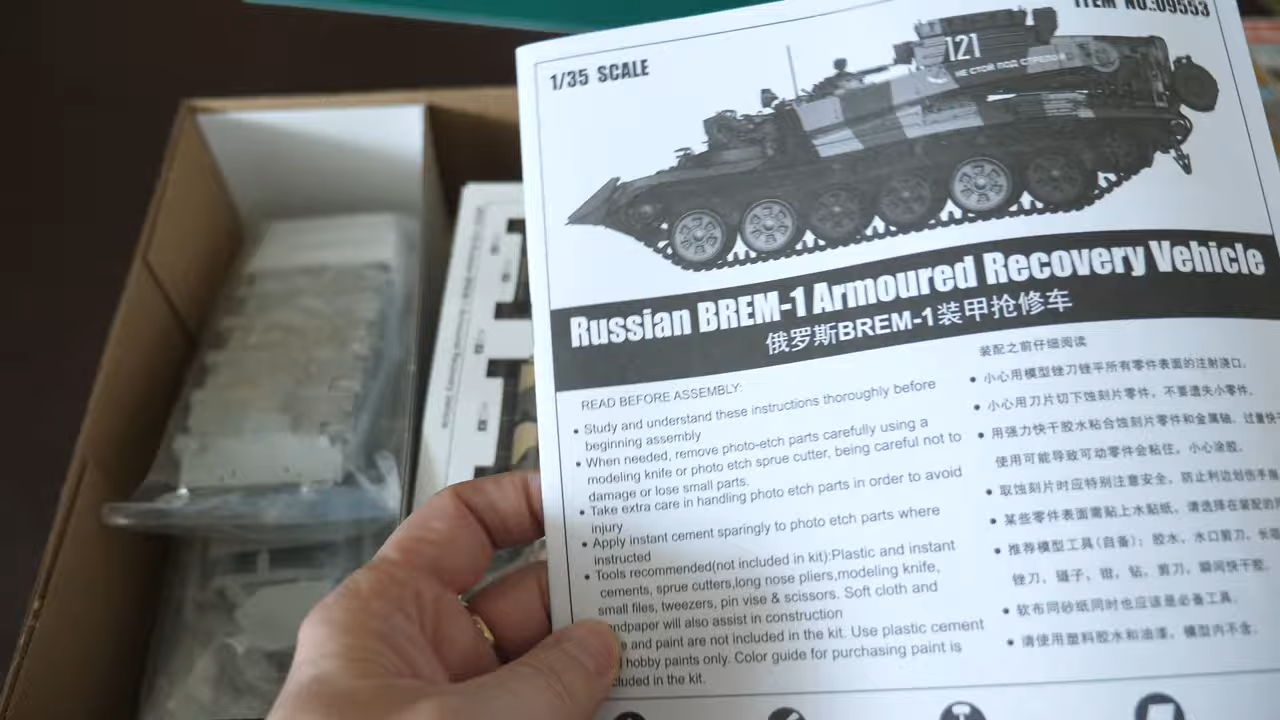 1/35 SCALE
ITEM NO.:09553
121
НЕ СТОЙ ПОД СТРЕЛОЙ
Russian BREM-1 Armoured Recovery Vehicle
俄罗斯BREM-1装甲抢修车
READ BEFORE ASSEMBLY:
• Study and understand these instructions thoroughly before
beginning assembly
• When needed, remove photo-etch parts carefully using a
modeling knife or photo etch sprue cutter, being careful not to
damage or lose small parts.
• Take extra care in handling photo etch parts in order to avoid
injury
• Apply instant cement sparingly to photo etch parts where
instructed
• Tools recommended(not included in kit):Plastic and instant
cements, sprue cutters,long nose pliers,modeling knife,
small files, tweezers, pin vise & scissors. Soft cloth and
andpaper will also assist in construction
and paint are not included in the kit. Use plastic cement
hobby paints only. Color guide for purchasing paint is
cluded in the kit.
装配之前仔细阅读
• 小心用模型锉刀锉平所有零件表面的注射浇口.
• 小心用刀片切下蚀刻片零件，不要遗失小零件.
• 用强力快干胶水粘合蚀刻片零件和金属轴，过量快
使用可能导致可动零件会粘住，小心涂胶.
• 取蚀刻片时应特别注意安全，防止利边划伤手
• 某些零件表面需贴上水贴纸，请选择在装配的
• 推荐模型工具(自备)：胶水，水口剪刀，长
锉刀，镊子，钳，钻，剪刀，瞬间快干胶.
• 软布同砂纸同时也应该是必备工具.
• 请使用塑料胶水和油漆，模型内不含.